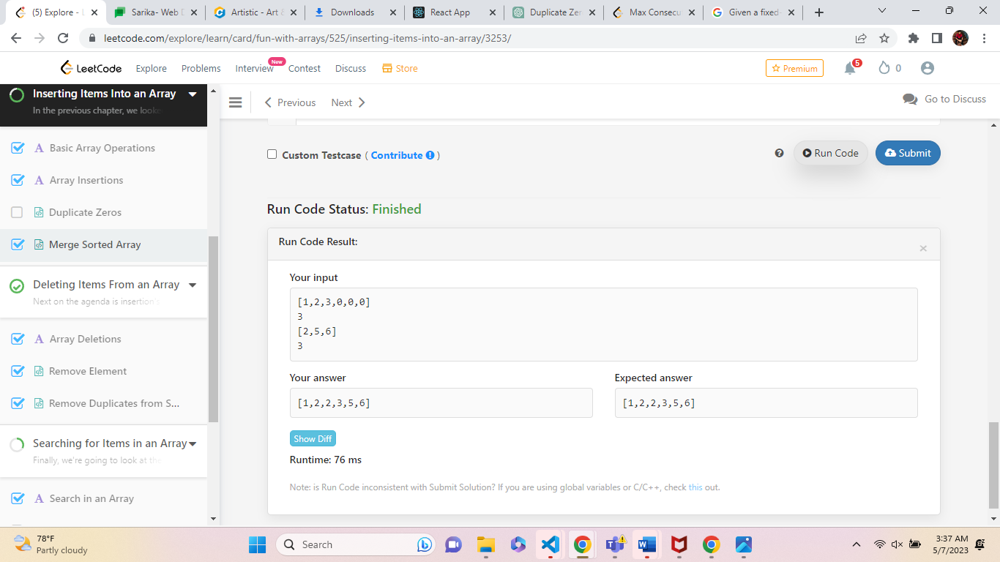 (5) Explore - L
Sarika- Web D
Artistic - Art &
Downloads
React App
Duplicate Zer
Max Consecu
Given a fixed-
leetcode.com/explore/learn/card/fun-with-arrays/525/inserting-items-into-an-array/3253/
LeetCode Explore Problems Interview New Contest Discuss Store Premium 5 0
Inserting Items Into an Array
In the previous chapter, we looke
Basic Array Operations
Array Insertions
Duplicate Zeros
Merge Sorted Array
Deleting Items From an Array
Next on the agenda is insertion's
Array Deletions
Remove Element
Remove Duplicates from S...
Searching for Items in an Array
Finally, we're going to look at the
Search in an Array
Previous Next Go to Discuss
Custom Testcase ( Contribute ) Run Code Submit
Run Code Status: Finished
Run Code Result:
Your input
[1,2,3,0,0,0]
3
[2,5,6]
3
Your answer
[1,2,2,3,5,6]
Expected answer
[1,2,2,3,5,6]
Show Diff
Runtime: 76 ms
Note: is Run Code inconsistent with Submit Solution? If you are using global variables or C/C++, check this out.
78°F
Partly cloudy
Search
3:37 AM
5/7/2023